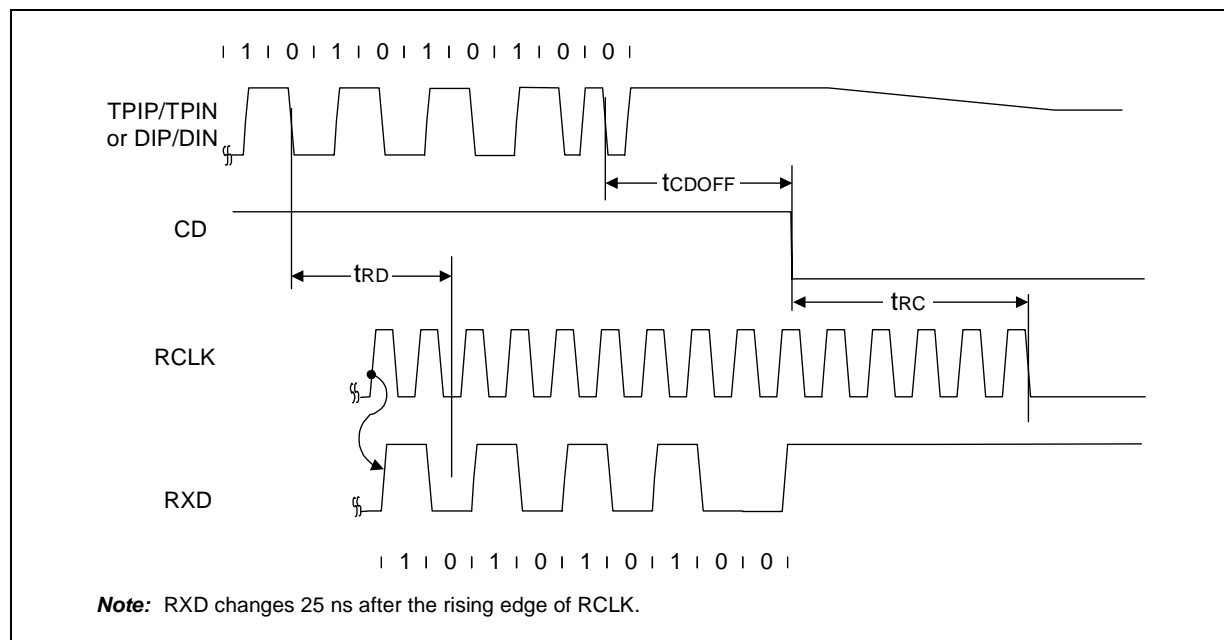 1 0 1 0 1 0 1 0 0
TPIP/TPIN
or DIP/DIN
tCDOFF
CD
tRD
tRC
RCLK
RXD
1 0 1 0 1 0 1 0 0
Note: RXD changes 25 ns after the rising edge of RCLK.